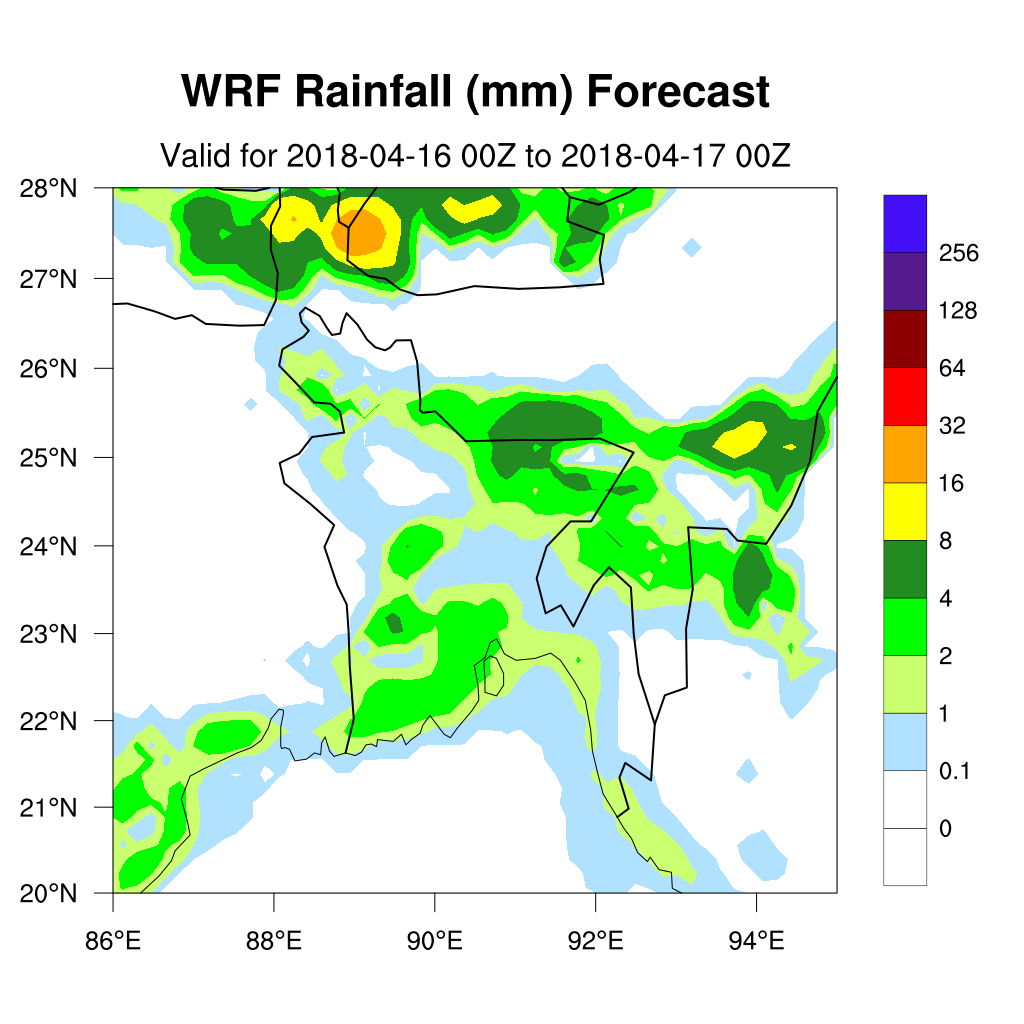 WRF Rainfall (mm) Forecast
Valid for 2018-04-16 00Z to 2018-04-17 00Z
28°N
27°N
26°N
25°N
24°N
23°N
22°N
21°N
20°N
86°E 88°E 90°E 92°E 94°E
256
128
64
32
16
8
4
2
1
0.1
0